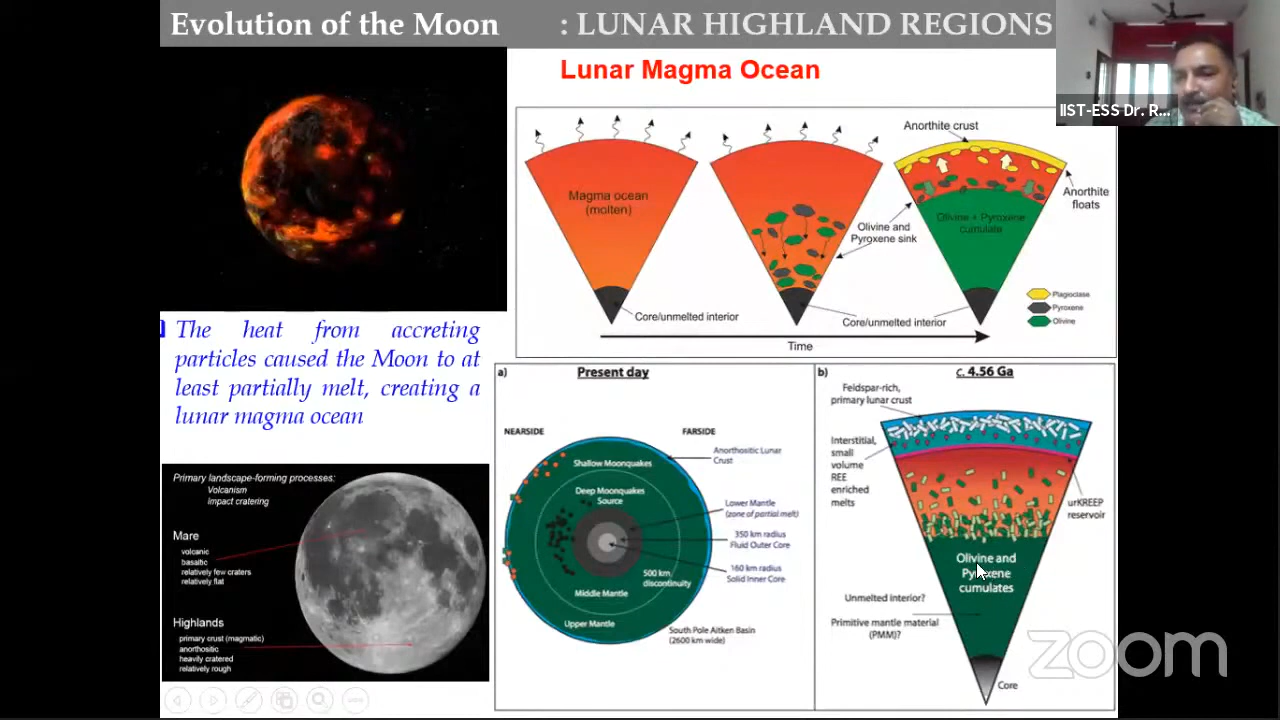 Evolution of the Moon : LUNAR HIGHLAND REGIONS
IIST-ESS Dr. R...
Lunar Magma Ocean
Magma ocean
(molten)
Core/unmelted interior
Olivine and
Pyroxene sink
Core/unmelted interior
Anorthite crust
Anorthite
floats
Olivine + Pyroxene
cumulate
Plagioclase
Pyroxene
Olivine
Time
The heat from accreting
particles caused the Moon to at
least partially melt, creating a
lunar magma ocean
Primary landscape-forming processes:
Volcanism
Impact cratering
Mare
volcanic
basaltic
relatively few craters
relatively flat
Highlands
primary crust (magmatic)
anorthositic
heavily cratered
relatively rough
a)
Present day
NEARSIDE
FARSIDE
Shallow Moonquakes
Deep Moonquakes
Source
500 km
discontinuity
Middle Mantle
Upper Mantle
Anorthositic Lunar
Crust
Lower Mantle
(zone of partial melt)
350 km radius
Fluid Outer Core
160 km radius
Solid Inner Core
South Pole Aitken Basin
(2600 km wide)
b)
c. 4.56 Ga
Feldspar-rich,
primary lunar crust
Interstitial,
small
volume
REE
enriched
melts
urKREEP
reservoir
Olivine and
Pyroxene
cumulates
Unmelted interior?
Primitive mantle material
(PMM)?
Core
zoom